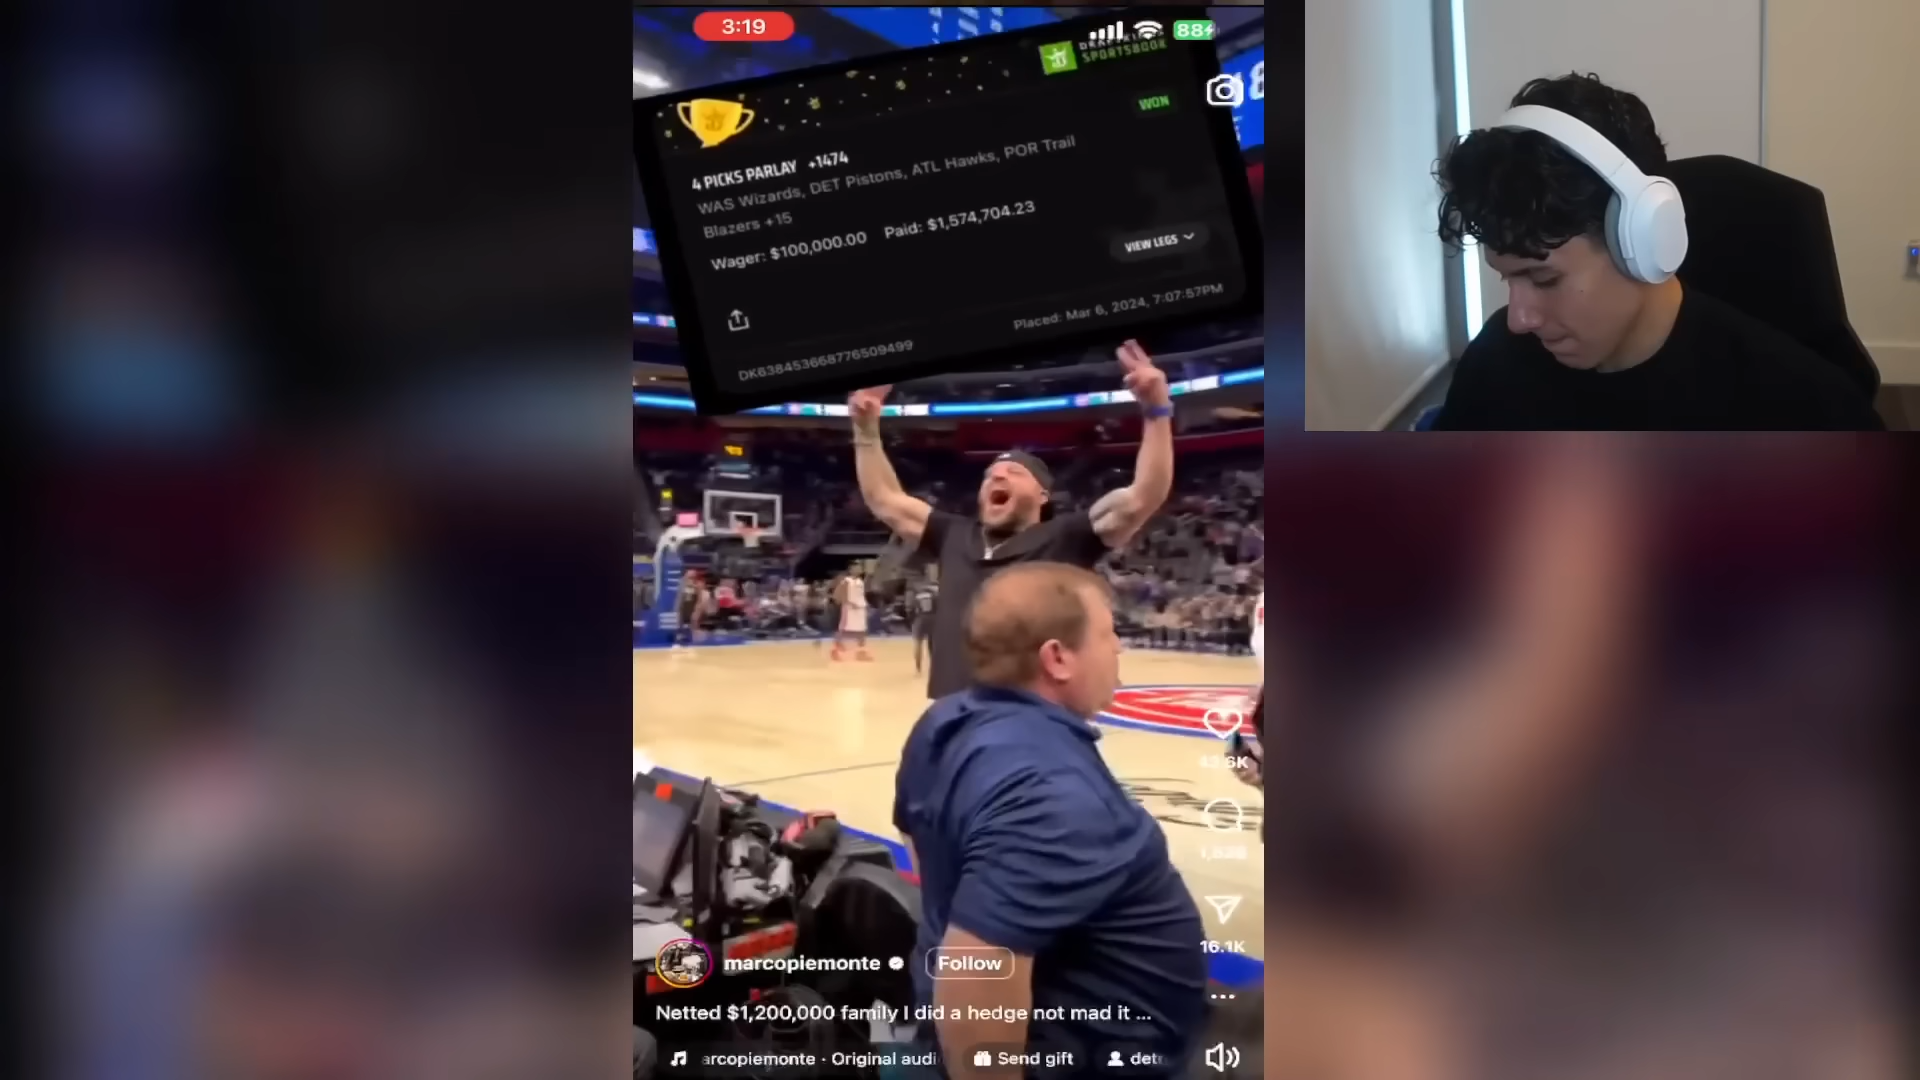 3:19
88
SPORTSBOOK
WON
4 PICKS PARLAY +1474
WAS Wizards, DET Pistons, ATL Hawks, POR Trail
Blazers +15
Wager: $100,000.00 Paid: $1,574,704.23
VIEW LEGS
Placed: Mar 6, 2024, 7:07:57PM
DK638453668776509499
16.1K
marcopiemonte
Follow
Netted $1,200,000 family I did a hedge not mad it ...
arcopiemonte · Original audi
Send gift
detr